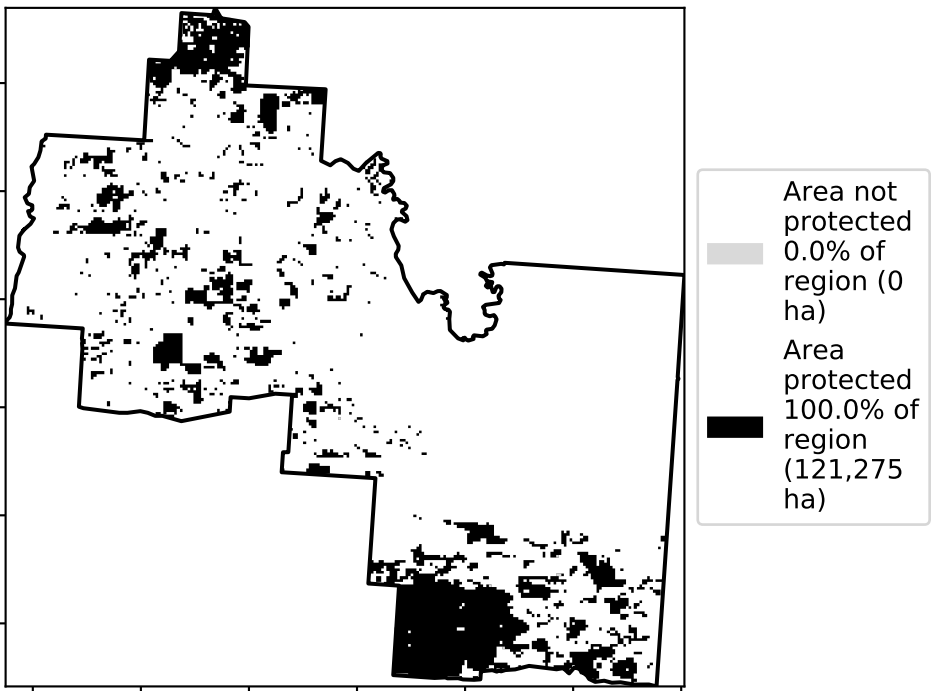 Area not
protected
0.0% of
region (0
ha)
Area
protected
100.0% of
region
(121,275
ha)